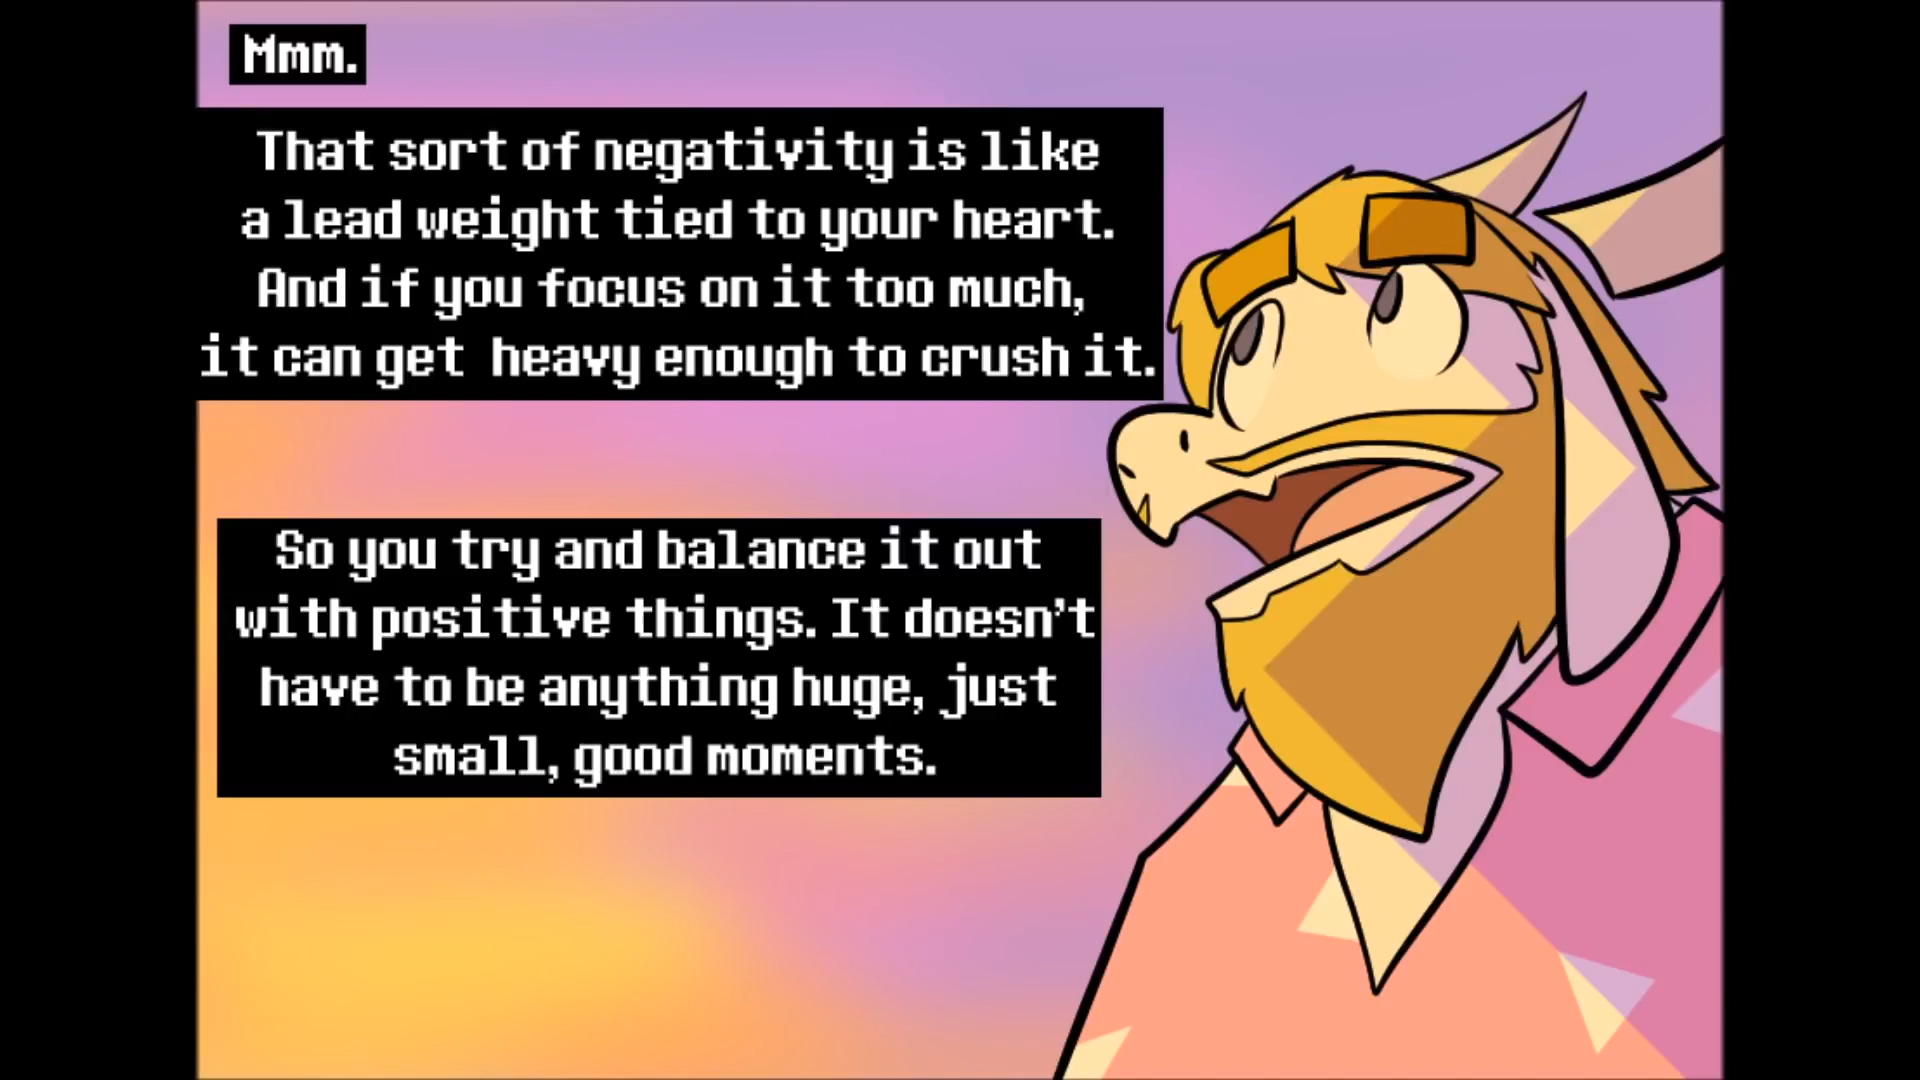 Mmm.
That sort of negativity is like
a lead weight tied to your heart.
And if you focus on it too much,
it can get  heavy enough to crush it.
So you try and balance it out
with positive things. It doesn't
have to be anything huge, just
small, good moments.